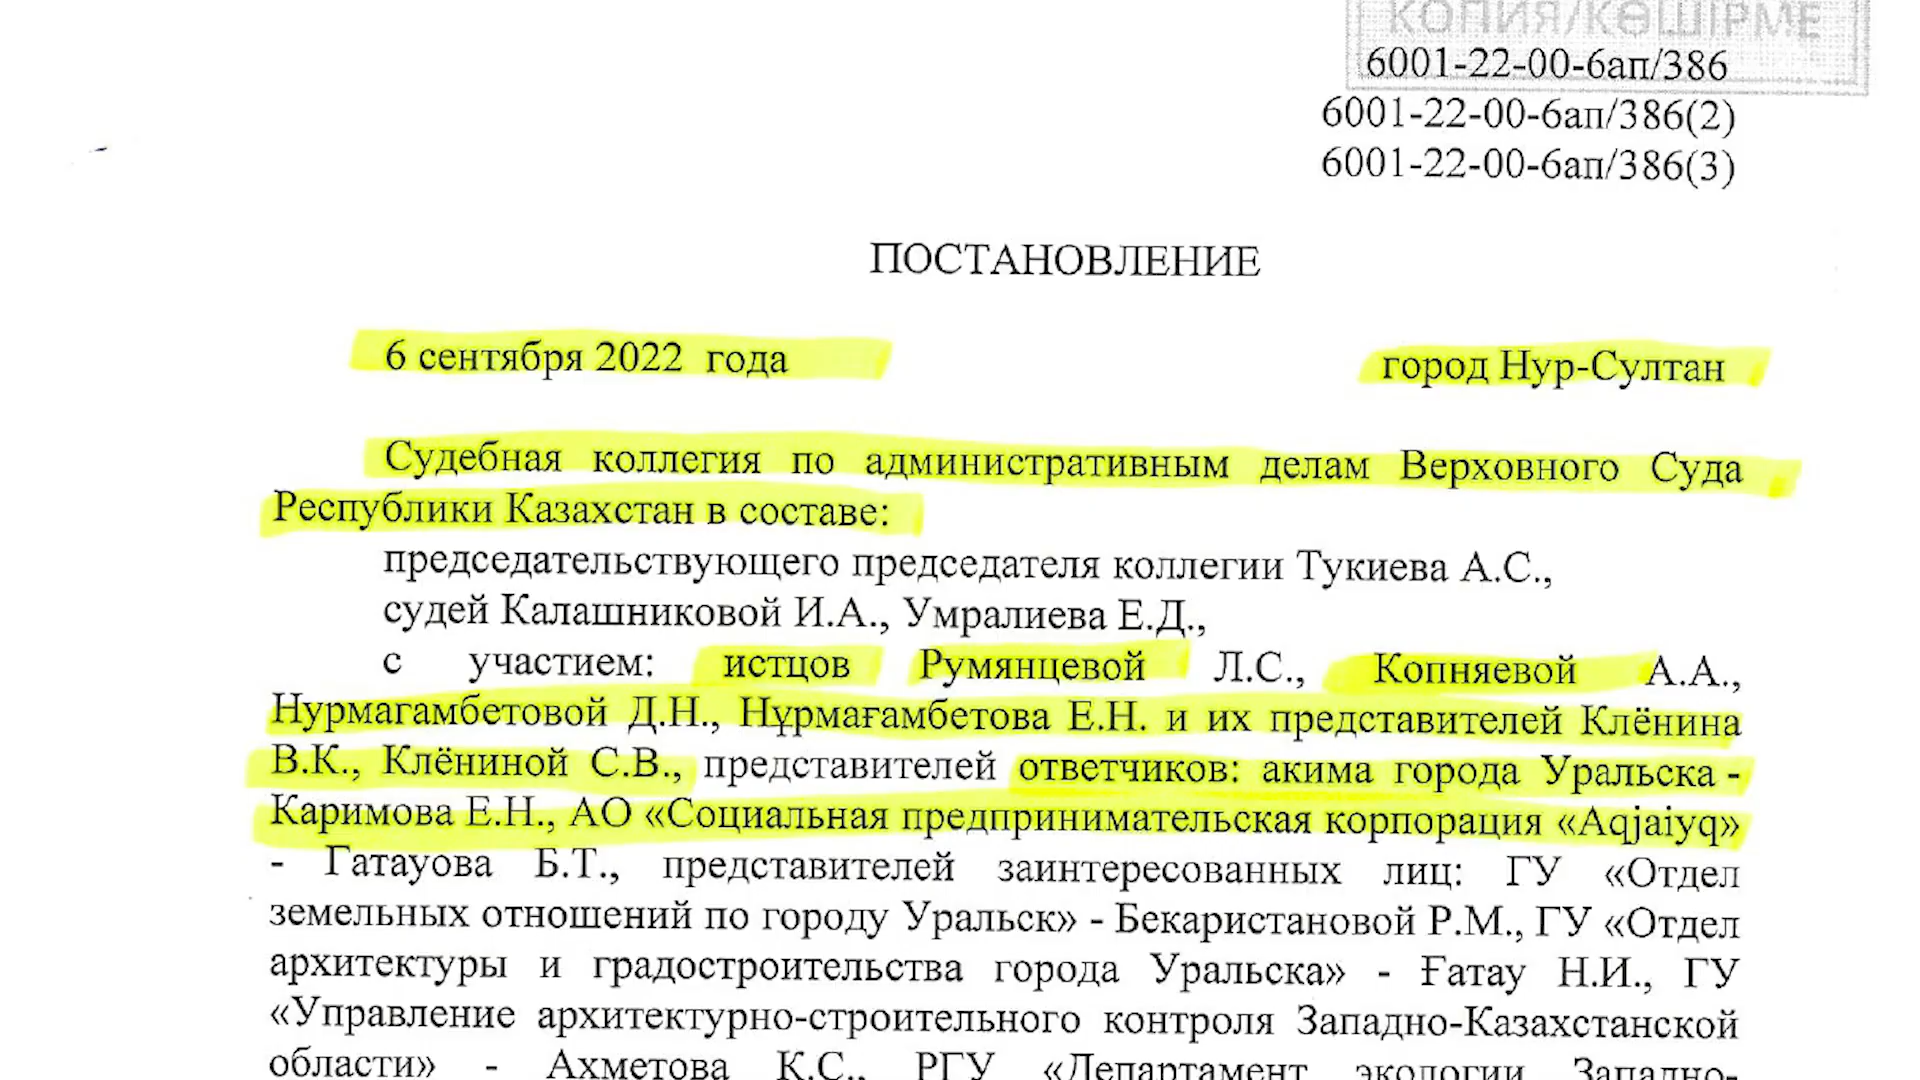 КОПИЯ/КӨШІРМЕ
6001-22-00-6ап/386
6001-22-00-6ап/386(2)
6001-22-00-6ап/386(3)
ПОСТАНОВЛЕНИЕ
6 сентября 2022 года город Нур-Султан
Судебная коллегия по административным делам Верховного Суда
Республики Казахстан в составе:
председательствующего председателя коллегии Тукиева А.С.,
судей Калашниковой И.А., Умралиева Е.Д.,
с участием: истцов Румянцевой Л.С., Копняевой А.А.,
Нурмагамбетовой Д.Н., Нұрмағамбетова Е.Н. и их представителей Клёнина
В.К., Клёниной С.В., представителей ответчиков: акима города Уральска -
Каримова Е.Н., АО «Социальная предпринимательская корпорация «Aqjaiyq»
- Гатауова Б.Т., представителей заинтересованных лиц: ГУ «Отдел
земельных отношений по городу Уральск» - Бекаристановой Р.М., ГУ «Отдел
архитектуры и градостроительства города Уральска» - Ғатау Н.И., ГУ
«Управление архитектурно-строительного контроля Западно-Казахстанской
области» - Ахметова К.С., РГУ «Департамент экологии Западно-